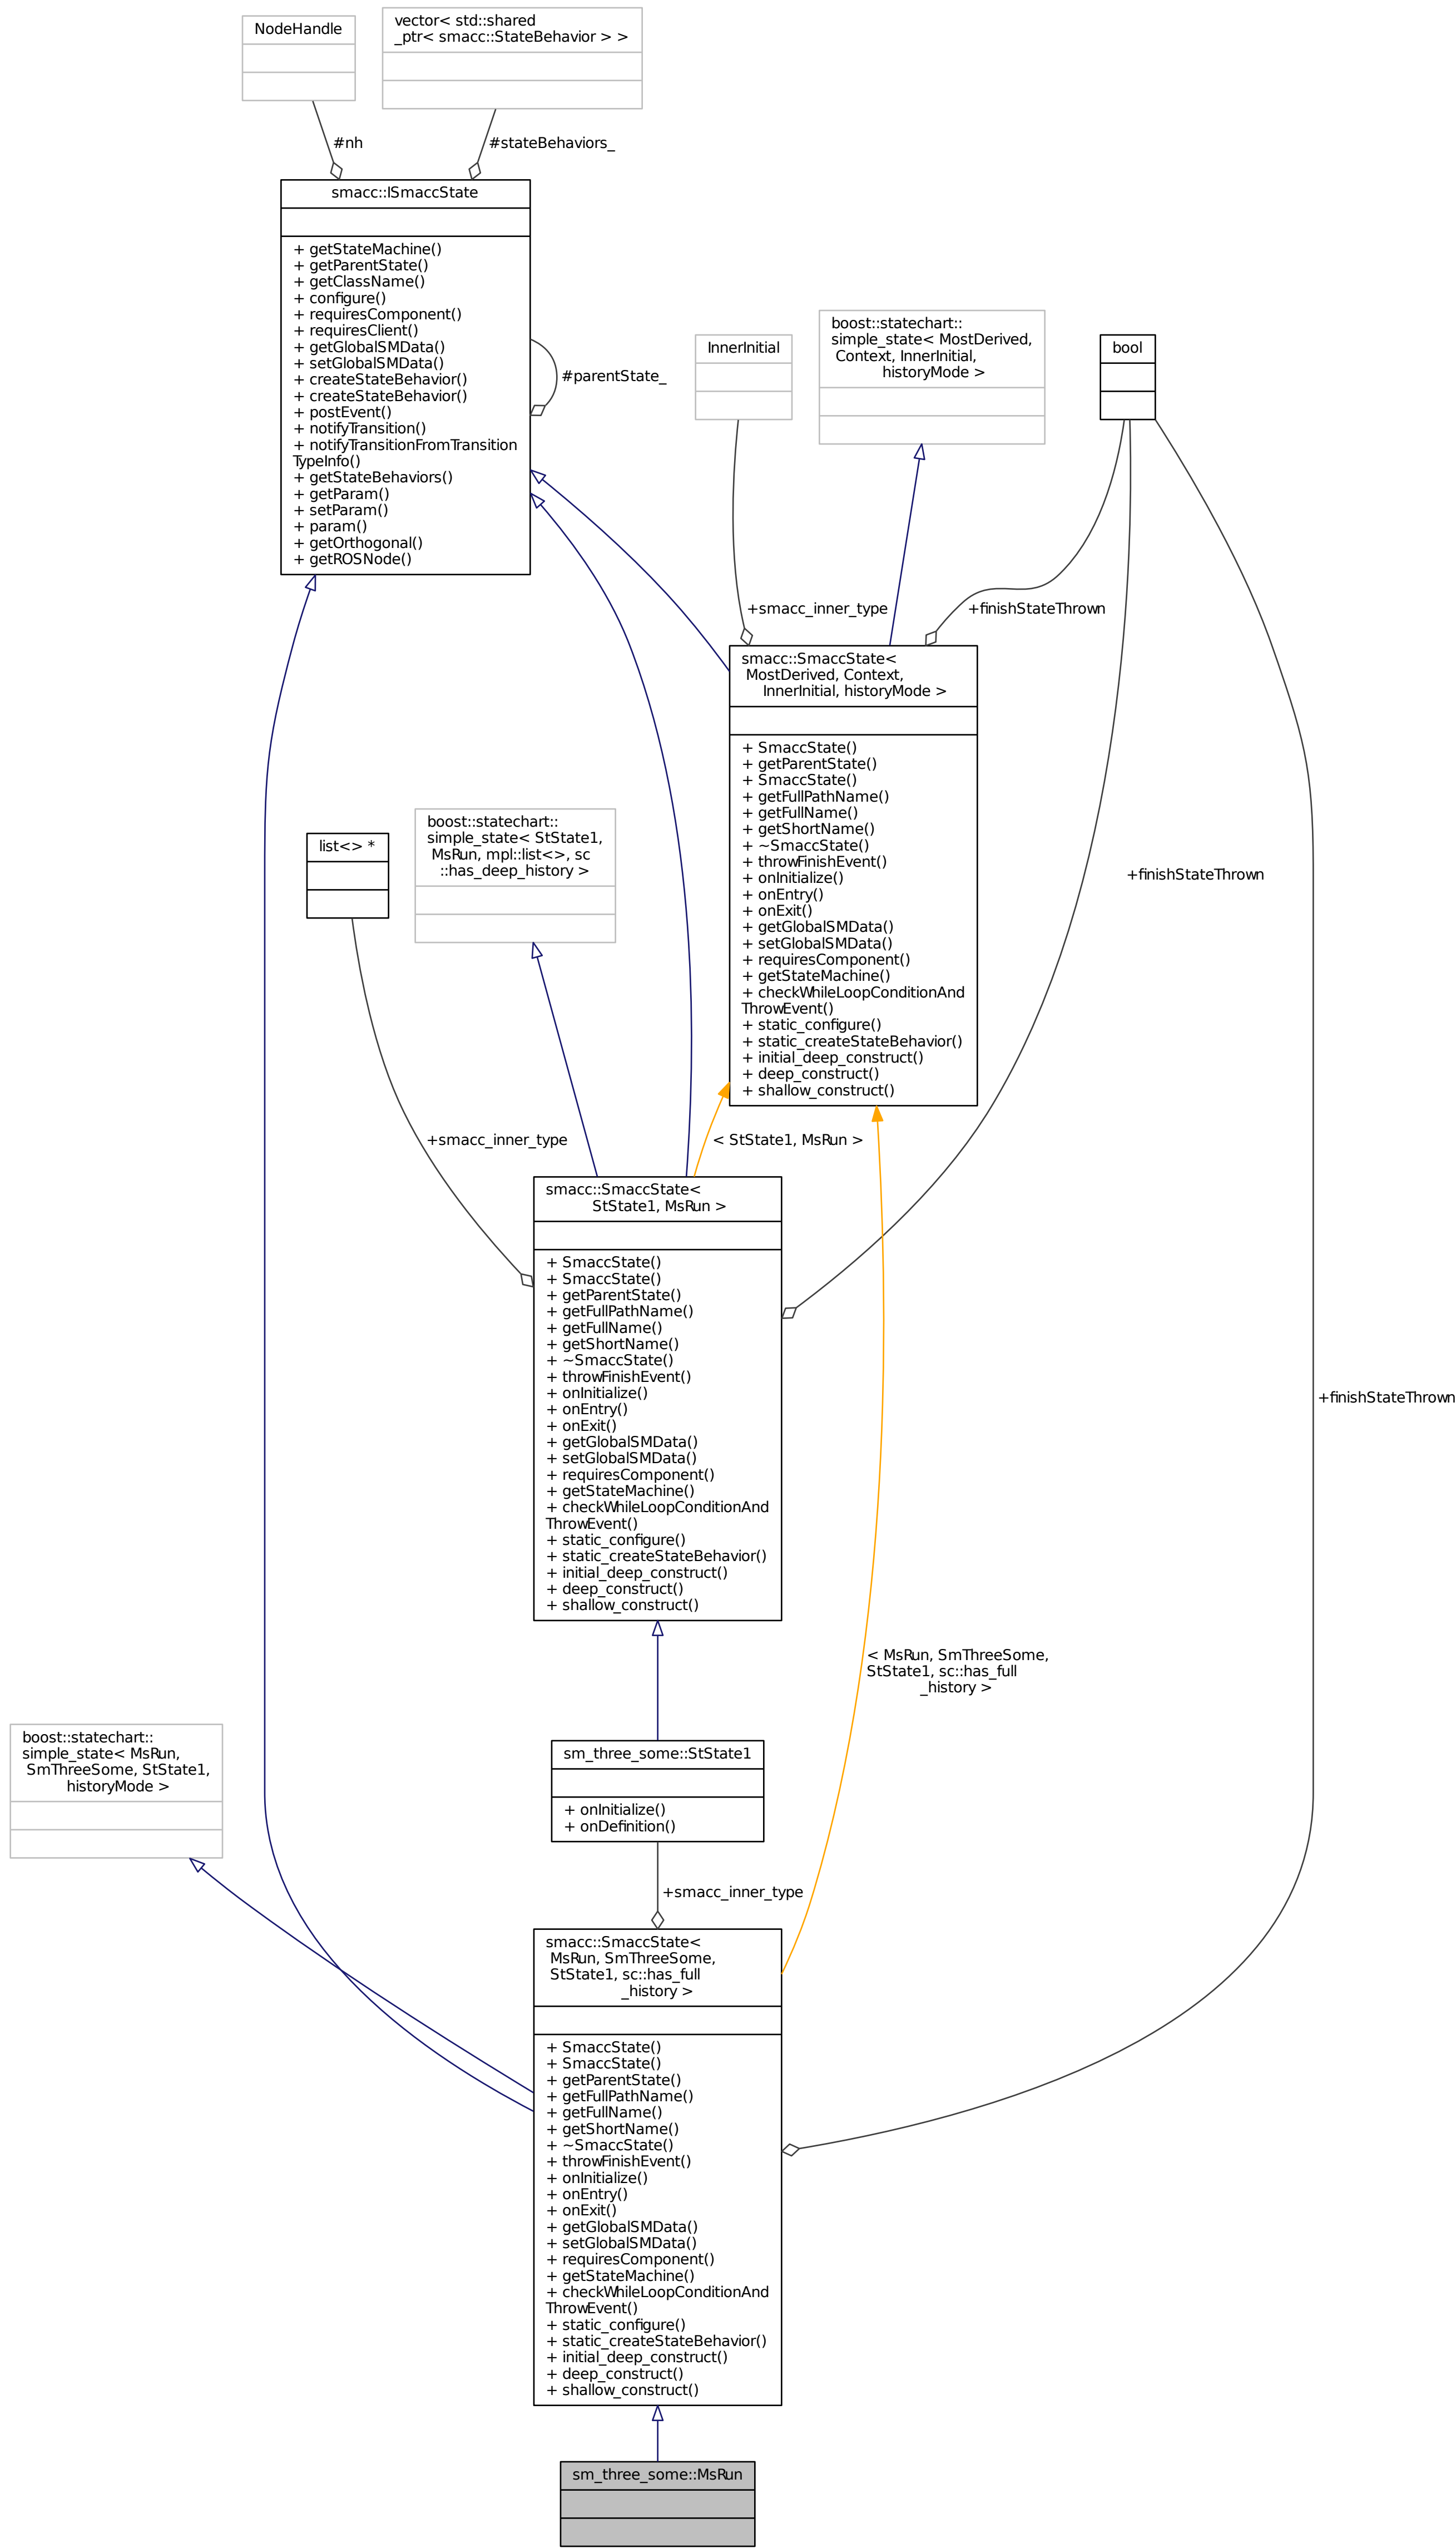 NodeHandle
vector< std::shared
_ptr< smacc::StateBehavior > >
#nh
#stateBehaviors_
smacc::ISmaccState
+ getStateMachine()
+ getParentState()
+ getClassName()
+ configure()
+ requiresComponent()
+ requiresClient()
+ getGlobalSMData()
+ setGlobalSMData()
+ createStateBehavior()
+ createStateBehavior()
+ postEvent()
+ notifyTransition()
+ notifyTransitionFromTransition
TypeInfo()
+ getStateBehaviors()
+ getParam()
+ setParam()
+ param()
+ getOrthogonal()
+ getROSNode()
#parentState_
InnerInitial
boost::statechart::
simple_state< MostDerived,
Context, InnerInitial,
historyMode >
bool
+smacc_inner_type
+finishStateThrown
smacc::SmaccState<
MostDerived, Context,
InnerInitial, historyMode >
+ SmaccState()
+ getParentState()
+ SmaccState()
+ getFullPathName()
+ getFullName()
+ getShortName()
+ ~SmaccState()
+ throwFinishEvent()
+ onInitialize()
+ onEntry()
+ onExit()
+ getGlobalSMData()
+ setGlobalSMData()
+ requiresComponent()
+ getStateMachine()
+ checkWhileLoopConditionAnd
ThrowEvent()
+ static_configure()
+ static_createStateBehavior()
+ initial_deep_construct()
+ deep_construct()
+ shallow_construct()
list<> *
boost::statechart::
simple_state< StState1,
MsRun, mpl::list<>, sc
::has_deep_history >
+finishStateThrown
+smacc_inner_type
< StState1, MsRun >
smacc::SmaccState<
StState1, MsRun >
+ SmaccState()
+ SmaccState()
+ getParentState()
+ getFullPathName()
+ getFullName()
+ getShortName()
+ ~SmaccState()
+ throwFinishEvent()
+ onInitialize()
+ onEntry()
+ onExit()
+ getGlobalSMData()
+ setGlobalSMData()
+ requiresComponent()
+ getStateMachine()
+ checkWhileLoopConditionAnd
ThrowEvent()
+ static_configure()
+ static_createStateBehavior()
+ initial_deep_construct()
+ deep_construct()
+ shallow_construct()
+finishStateThrown
< MsRun, SmThreeSome,
StState1, sc::has_full
_history >
boost::statechart::
simple_state< MsRun,
SmThreeSome, StState1,
historyMode >
sm_three_some::StState1
+ onInitialize()
+ onDefinition()
+smacc_inner_type
smacc::SmaccState<
MsRun, SmThreeSome,
StState1, sc::has_full
_history >
+ SmaccState()
+ SmaccState()
+ getParentState()
+ getFullPathName()
+ getFullName()
+ getShortName()
+ ~SmaccState()
+ throwFinishEvent()
+ onInitialize()
+ onEntry()
+ onExit()
+ getGlobalSMData()
+ setGlobalSMData()
+ requiresComponent()
+ getStateMachine()
+ checkWhileLoopConditionAnd
ThrowEvent()
+ static_configure()
+ static_createStateBehavior()
+ initial_deep_construct()
+ deep_construct()
+ shallow_construct()
sm_three_some::MsRun